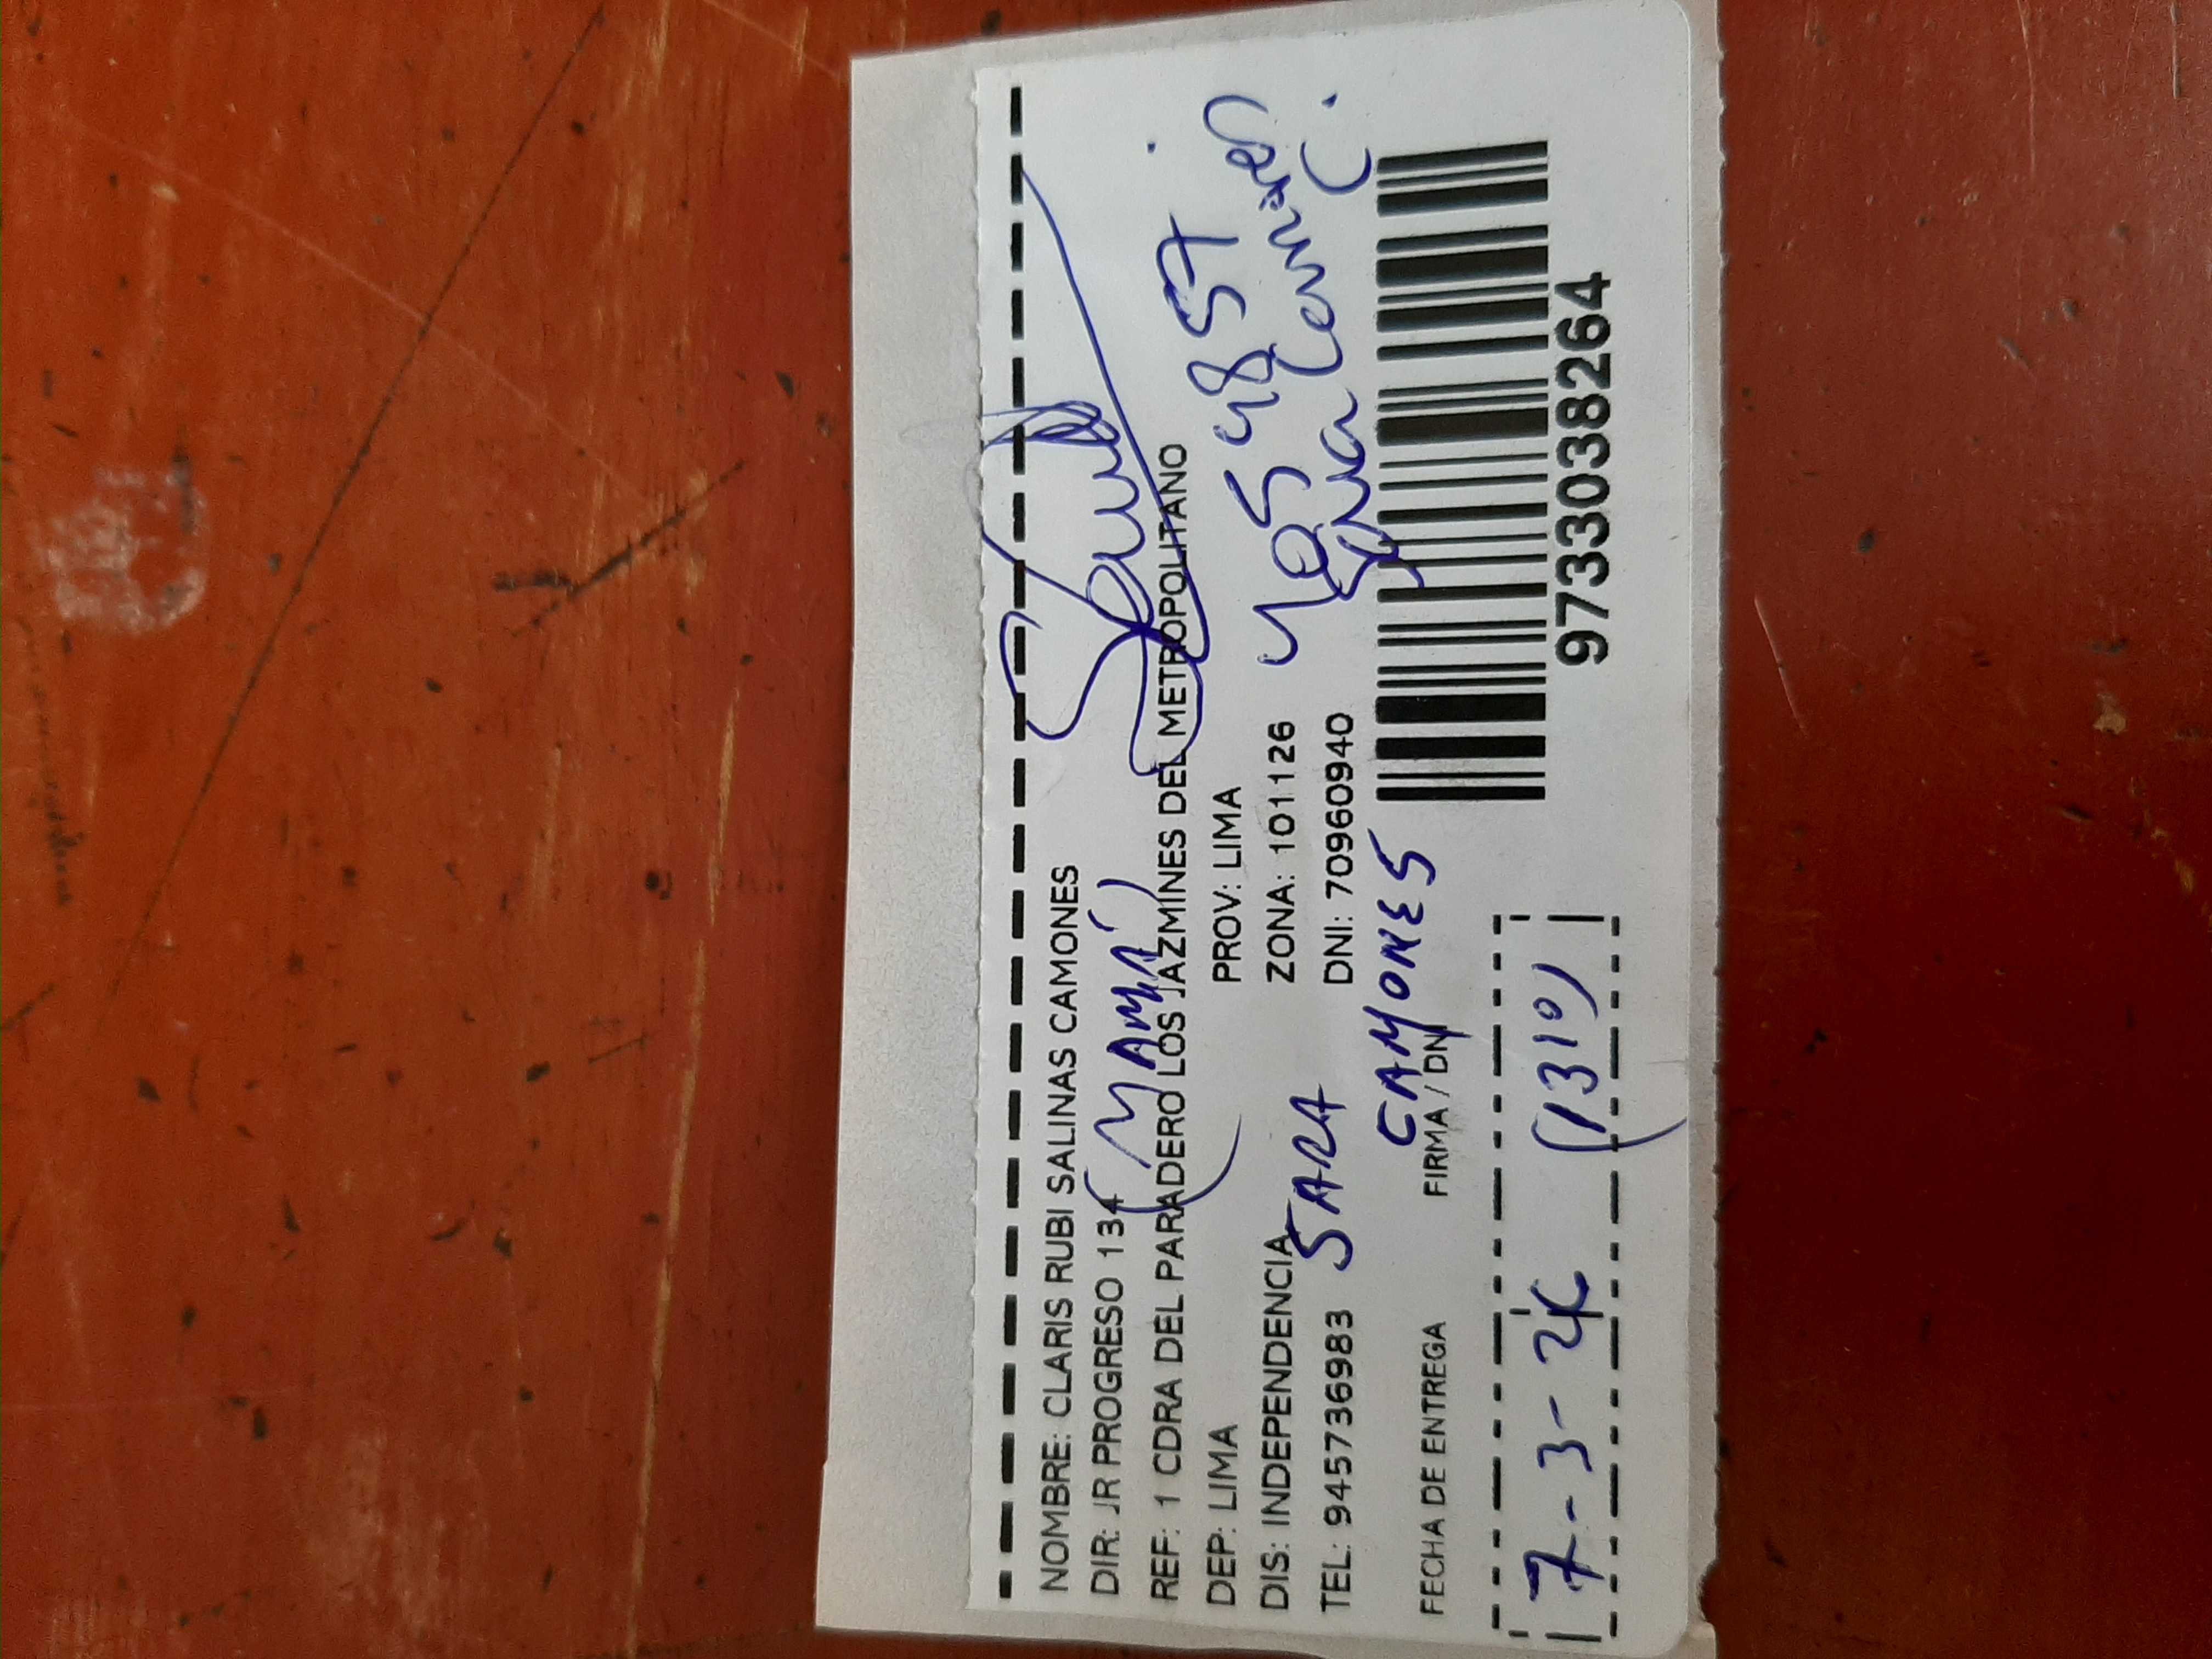 NOMBRE: CLARIS RUBI SALINAS CAMONES
DIR: JR PROGRESO 134
(MAMÁ)
REF: 1 CDRA DEL PARADERO LOS JAZMINES DEL METROPOLITANO
DEP: LIMA PROV: LIMA
DIS: INDEPENDENCIA ZONA: 101126
TEL: 945736983 DNI: 70960940
SARA CAMONES
FECHA DE ENTREGA FIRMA / DNI
7-3-24 (1310)
9733038264